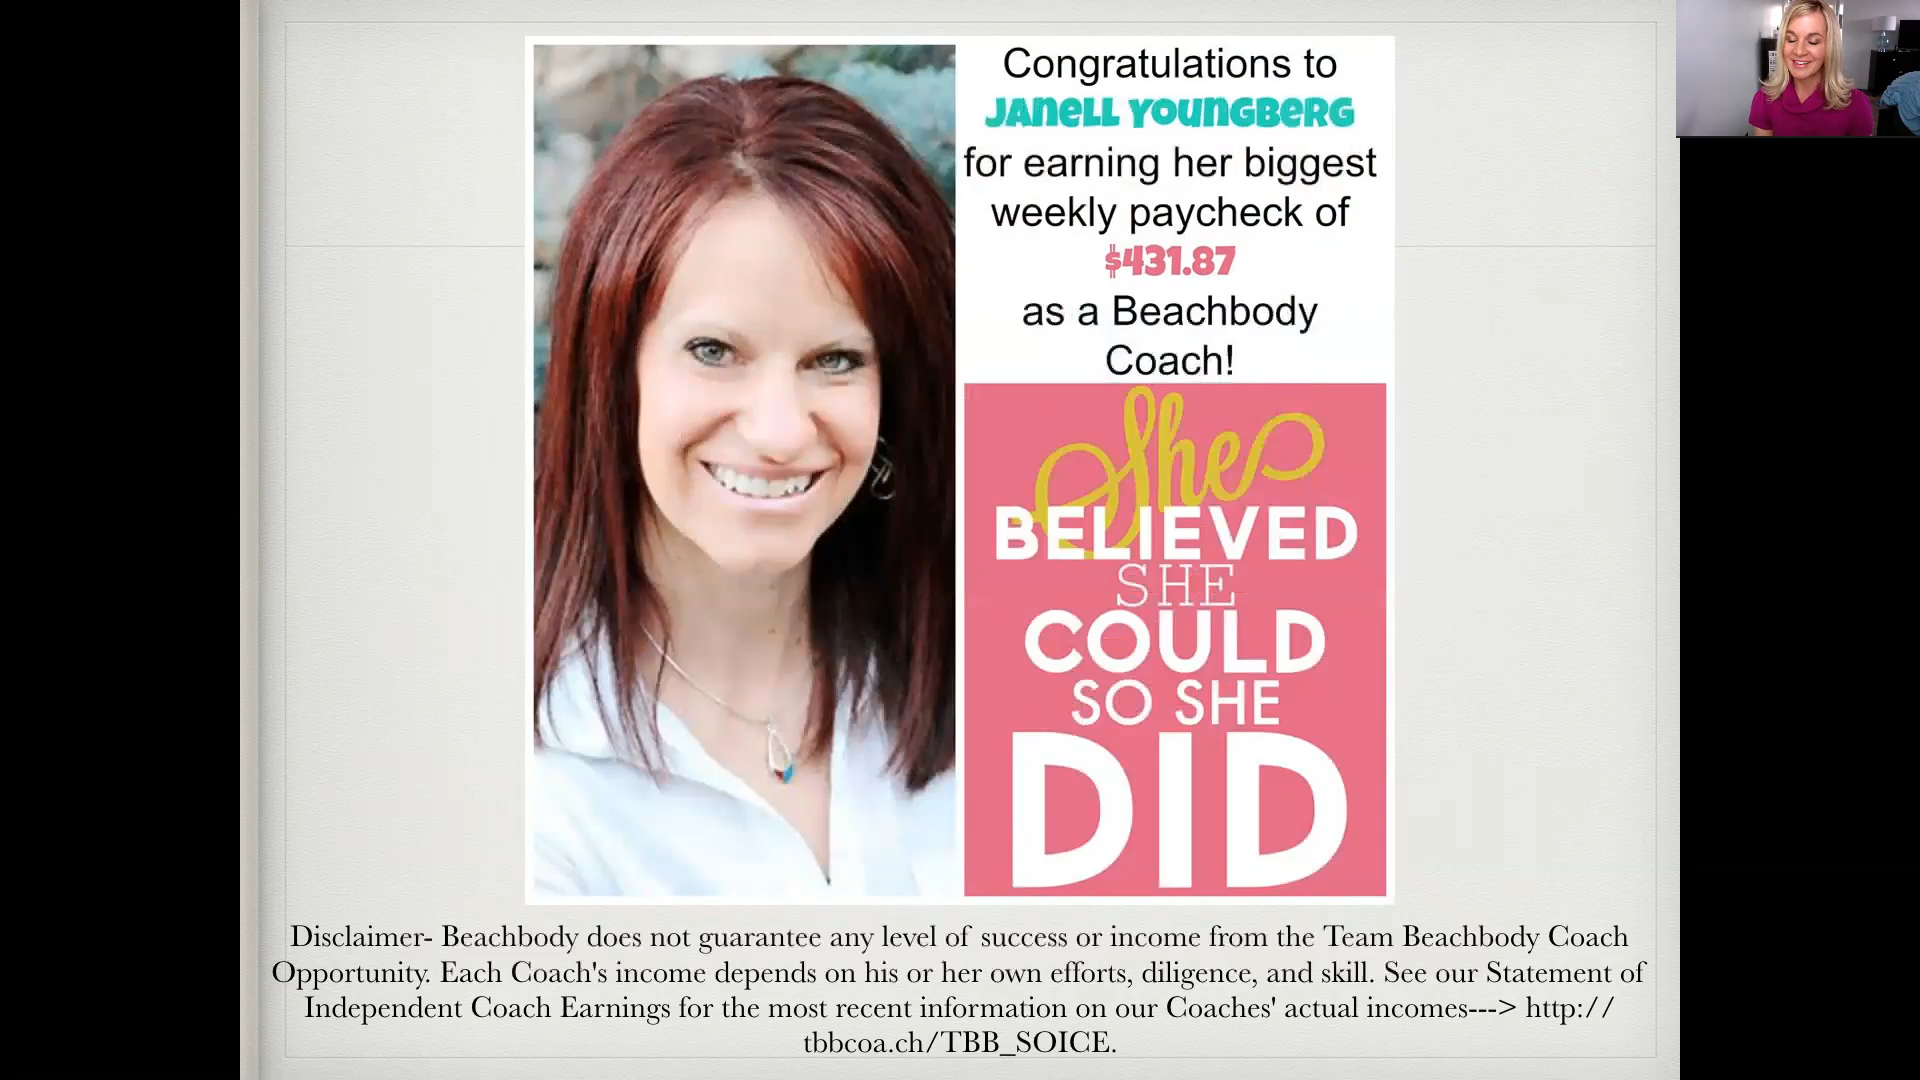 Congratulations to
JANELL YOUNGBERG
for earning her biggest
weekly paycheck of
$431.87
as a Beachbody
Coach!
She
BELIEVED
SHE
COULD
SO SHE
DID
Disclaimer- Beachbody does not guarantee any level of success or income from the Team Beachbody Coach
Opportunity. Each Coach's income depends on his or her own efforts, diligence, and skill. See our Statement of
Independent Coach Earnings for the most recent information on our Coaches' actual incomes---> http://
tbbcoa.ch/TBB_SOICE.